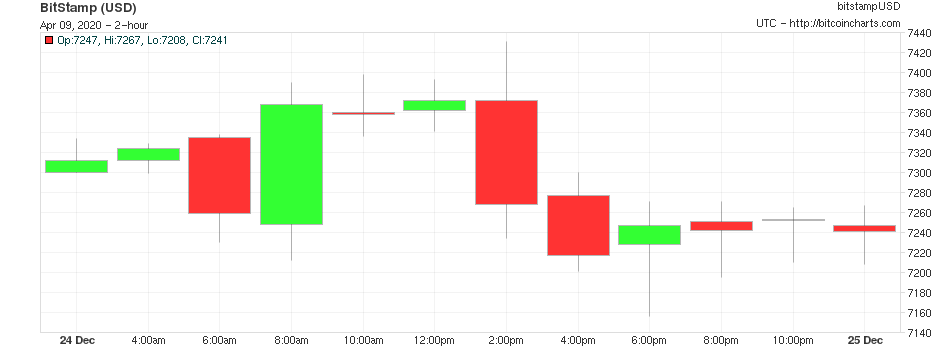 BitStamp (USD)
bitstampUSD
Apr 09, 2020 - 2-hour
UTC - http://bitcoincharts.com
Op:7247, Hi:7267, Lo:7208, Cl:7241
7440
7420
7400
7380
7360
7340
7320
7300
7280
7260
7240
7220
7200
7180
7160
7140
24 Dec 4:00am 6:00am 8:00am 10:00am 12:00pm 2:00pm 4:00pm 6:00pm 8:00pm 10:00pm 25 Dec